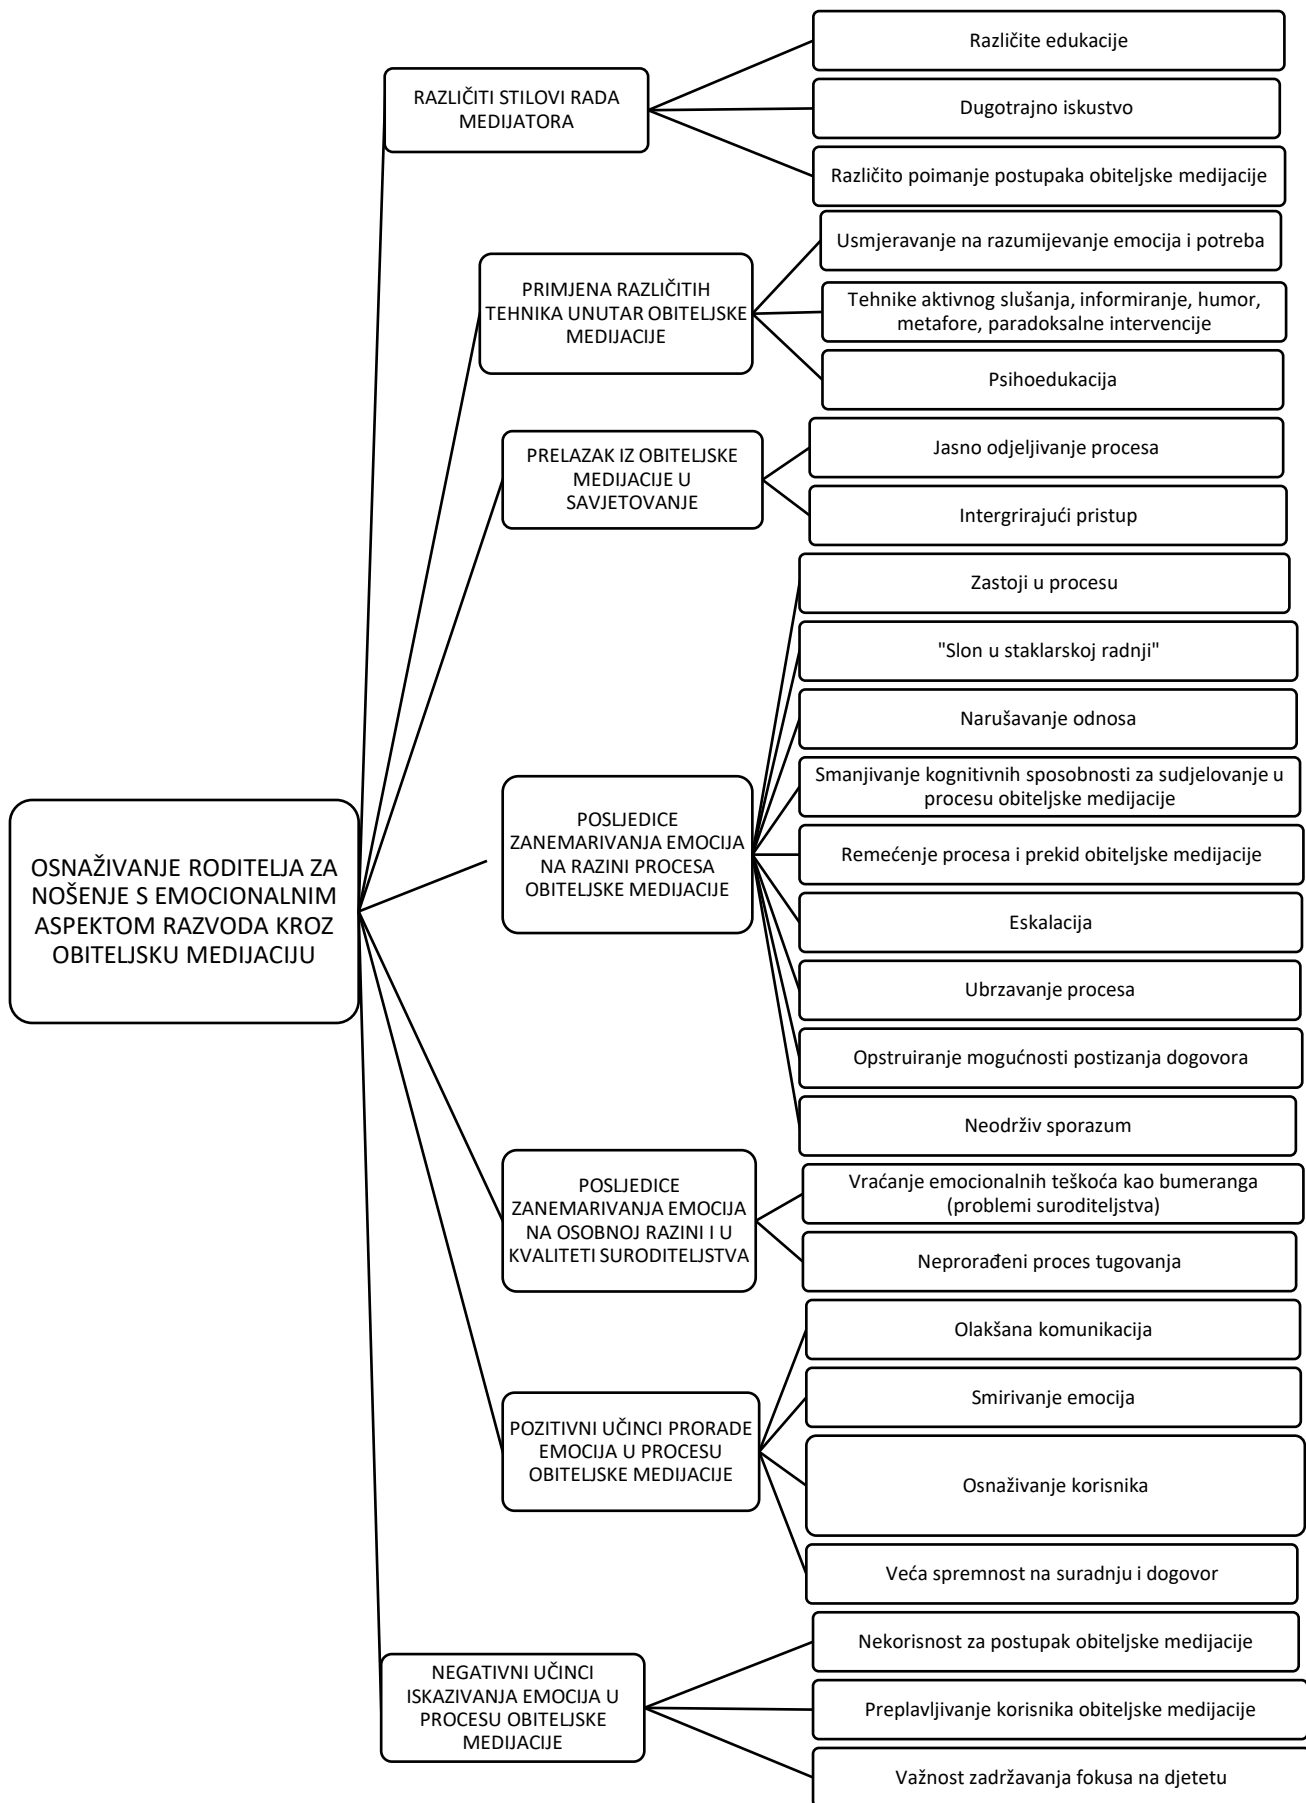 OSNAŽIVANJE RODITELJA ZA
NOŠENJE S EMOCIONALNIM
ASPEKTOM RAZVODA KROZ
OBITELJSKU MEDIJACIJU
RAZLIČITI STILOVI RADA
MEDIJATORA
Različite edukacije
Dugotrajno iskustvo
Različito poimanje postupaka obiteljske medijacije
PRIMJENA RAZLIČITIH
TEHNIKA UNUTAR OBITELJSKE
MEDIJACIJE
Usmjeravanje na razumijevanje emocija i potreba
Tehnike aktivnog slušanja, informiranje, humor,
metafore, paradoksalne intervencije
Psihoedukacija
PRELAZAK IZ OBITELJSKE
MEDIJACIJE U
SAVJETOVANJE
Jasno odjeljivanje procesa
Intergrirajući pristup
POSLJEDICE
ZANEMARIVANJA EMOCIJA
NA RAZINI PROCESA
OBITELJSKE MEDIJACIJE
Zastoji u procesu
"Slon u staklarskoj radnji"
Narušavanje odnosa
Smanjivanje kognitivnih sposobnosti za sudjelovanje u
procesu obiteljske medijacije
Remećenje procesa i prekid obiteljske medijacije
Eskalacija
Ubrzavanje procesa
Opstruiranje mogućnosti postizanja dogovora
Neodrživ sporazum
POSLJEDICE
ZANEMARIVANJA EMOCIJA
NA OSOBNOJ RAZINI I U
KVALITETI SURODITELJSTVA
Vraćanje emocionalnih teškoća kao bumeranga
(problemi suroditeljstva)
Neprorađeni proces tugovanja
POZITIVNI UČINCI PRORADE
EMOCIJA U PROCESU
OBITELJSKE MEDIJACIJE
Olakšana komunikacija
Smirivanje emocija
Osnaživanje korisnika
Veća spremnost na suradnju i dogovor
NEGATIVNI UČINCI
ISKAZIVANJA EMOCIJA U
PROCESU OBITELJSKE
MEDIJACIJE
Nekorisnost za postupak obiteljske medijacije
Preplavljivanje korisnika obiteljske medijacije
Važnost zadržavanja fokusa na djetetu